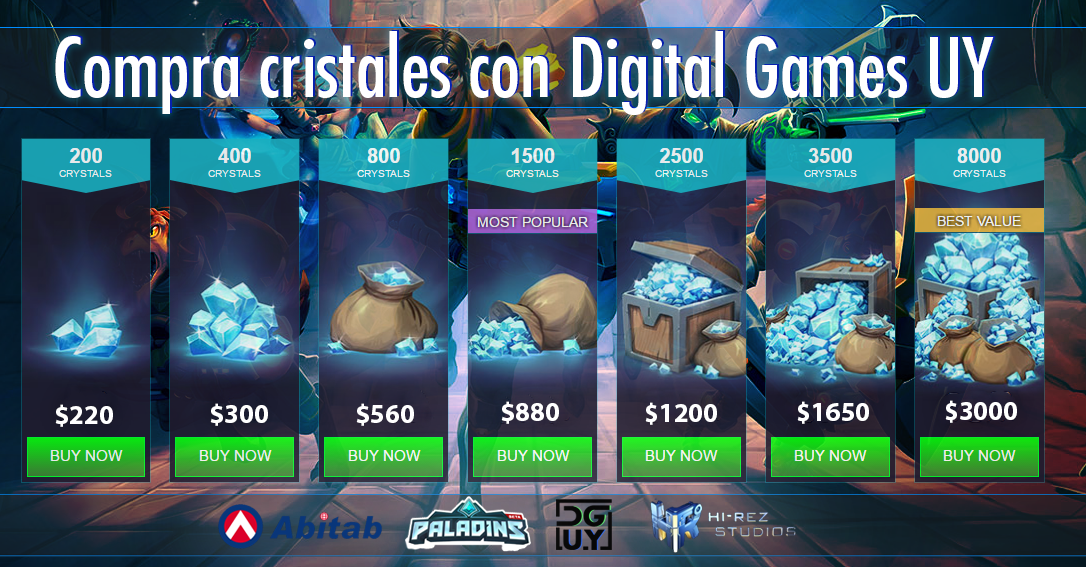 Compra cristales con Digital Games UY
200
CRYSTALS
$220
BUY NOW
400
CRYSTALS
$300
BUY NOW
800
CRYSTALS
$560
BUY NOW
1500
CRYSTALS
MOST POPULAR
$880
BUY NOW
2500
CRYSTALS
$1200
BUY NOW
3500
CRYSTALS
$1650
BUY NOW
8000
CRYSTALS
BEST VALUE
$3000
BUY NOW
Abitab
PALADINS
BETA
DG
U.Y
HI-REZ
STUDIOS